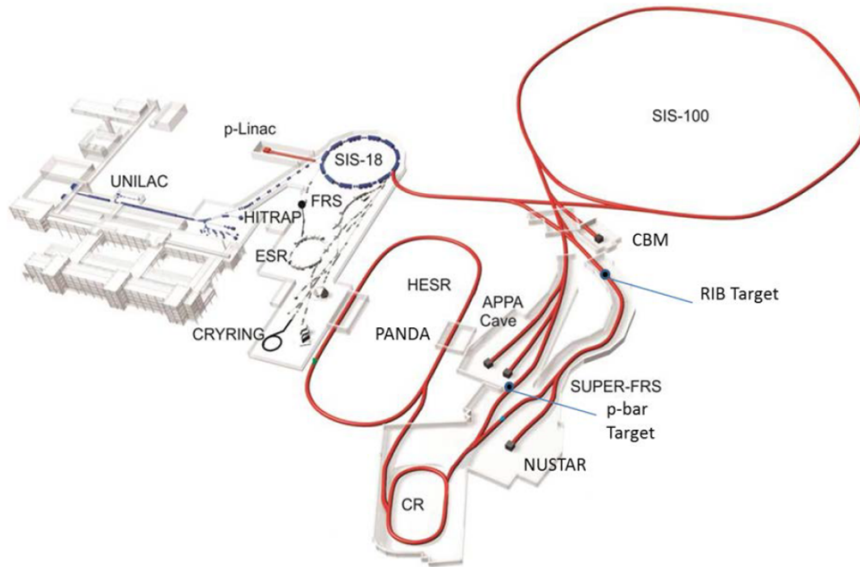 SIS-100
p-Linac
SIS-18
UNILAC
HITRAP
FRS
CBM
ESR
HESR
RIB Target
APPA
Cave
CRYRING
PANDA
SUPER-FRS
p-bar
Target
NUSTAR
CR